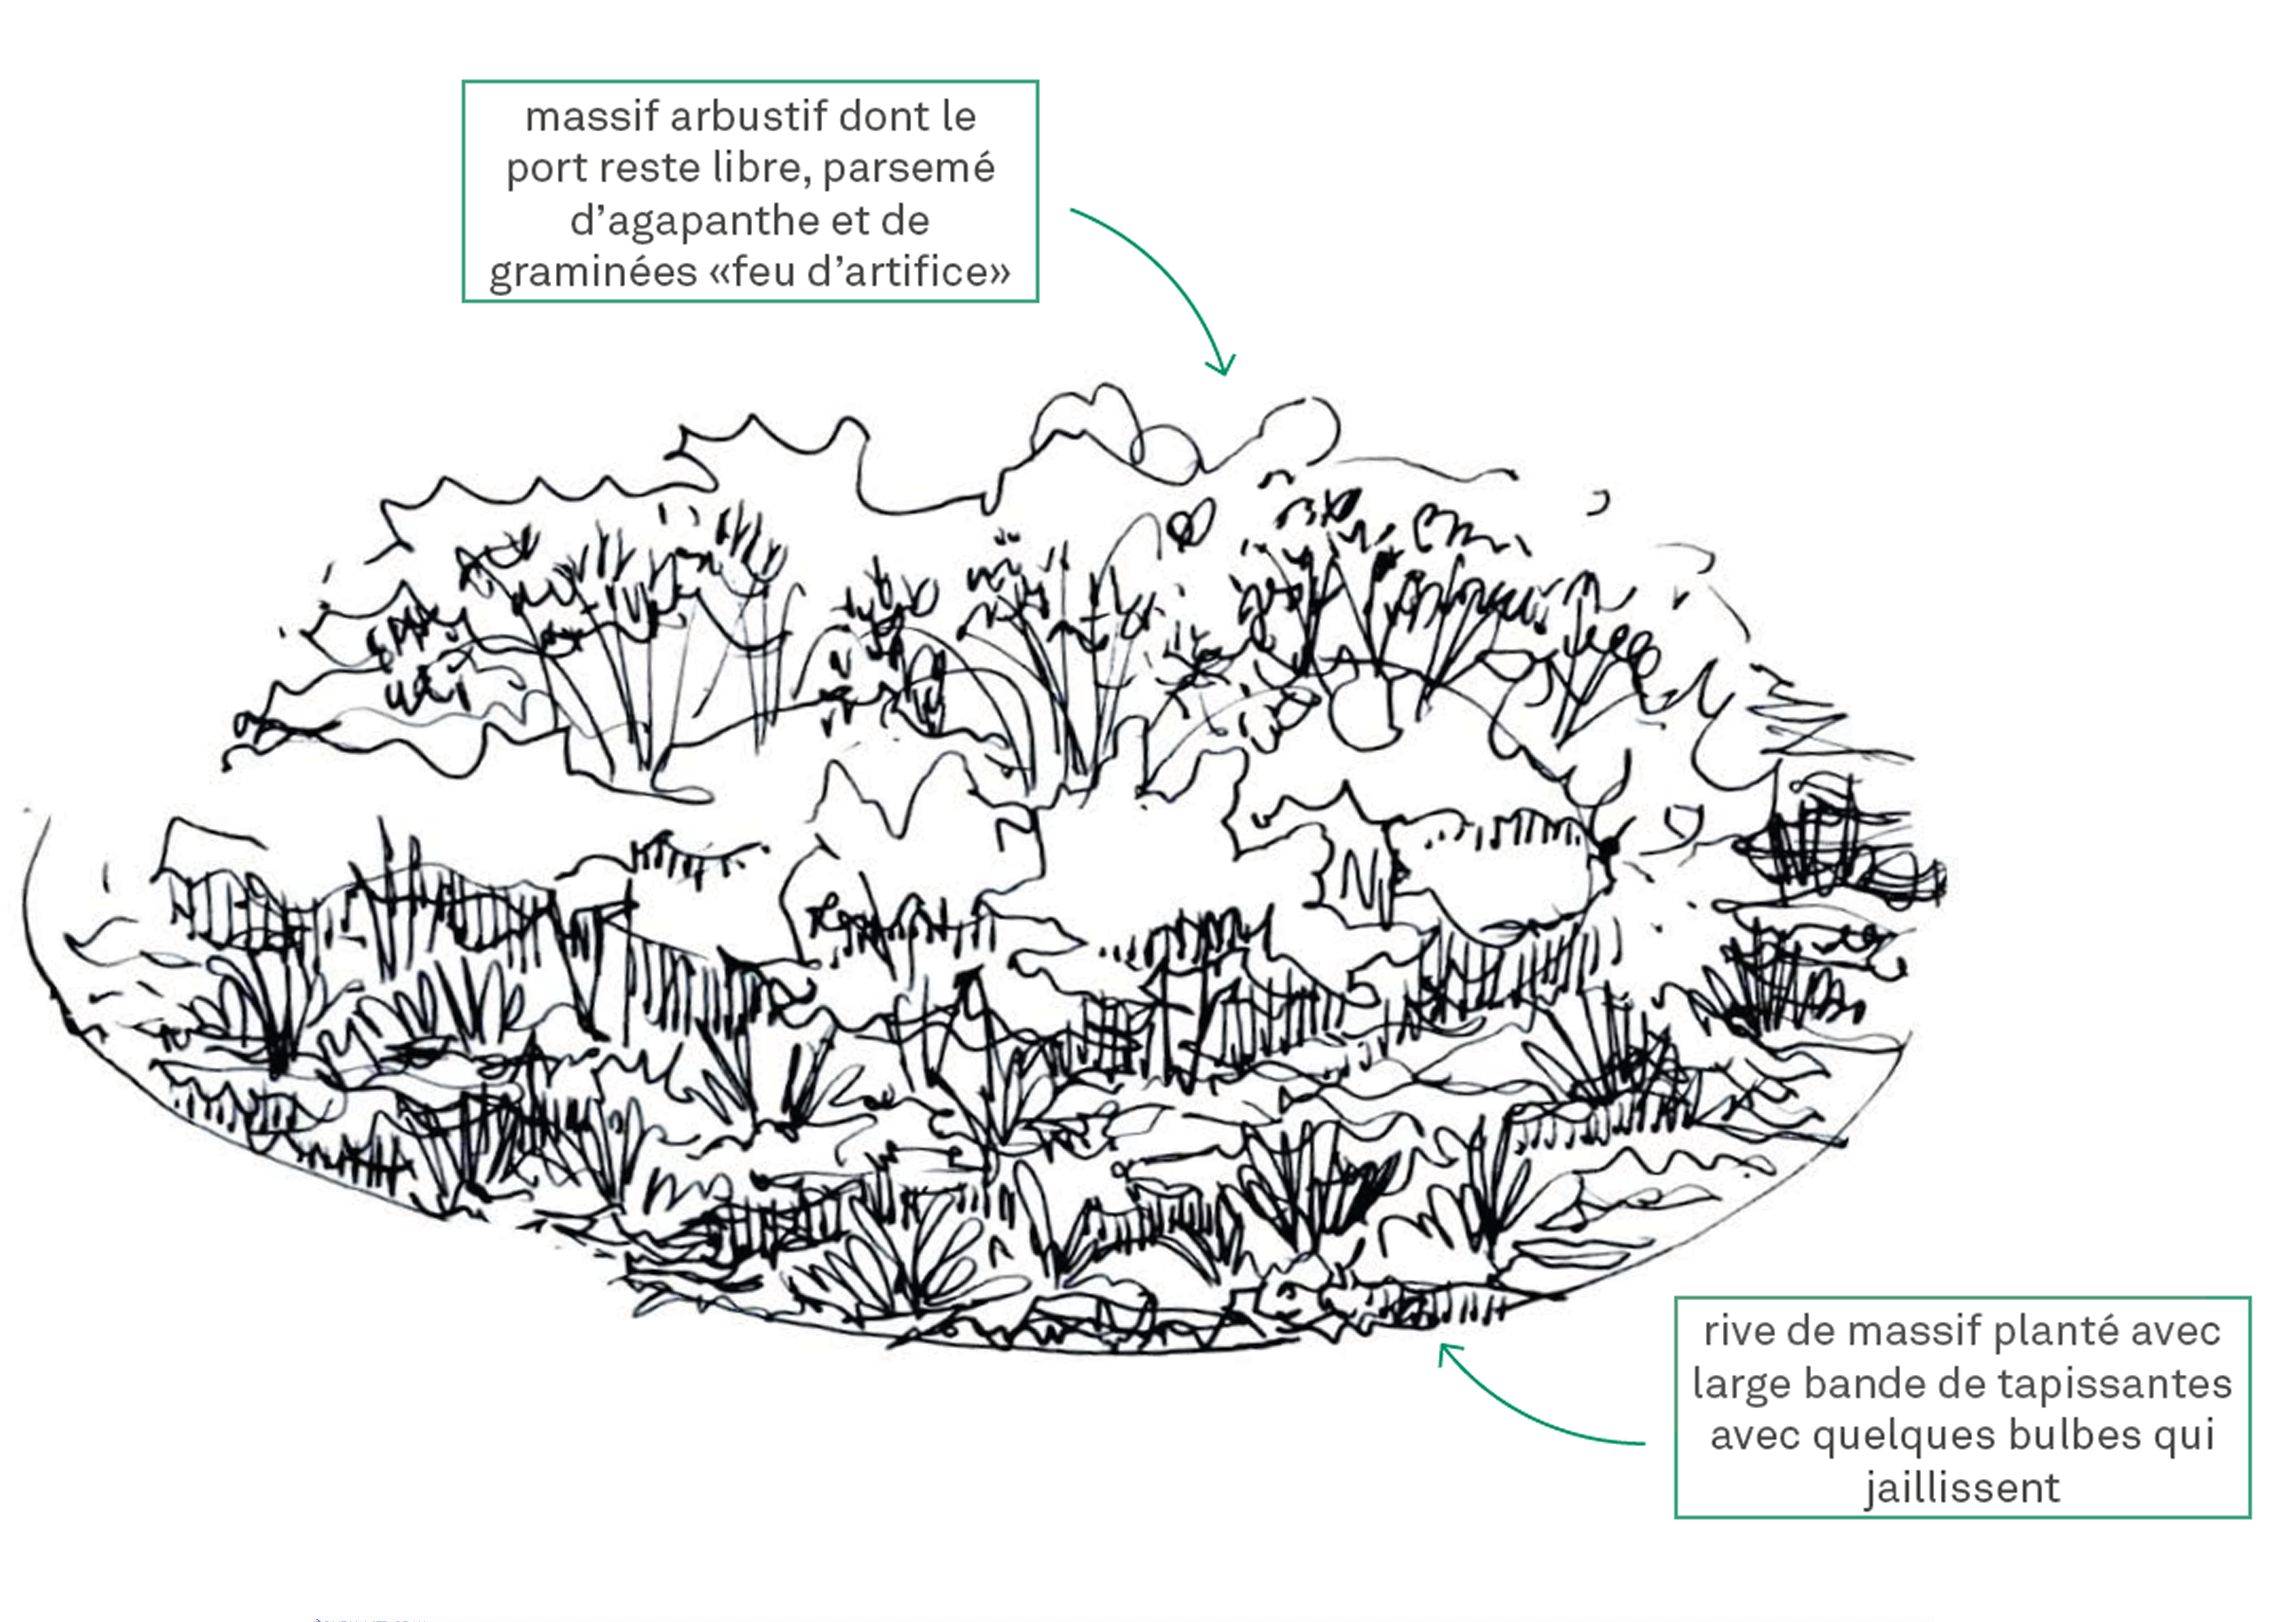 massif arbustif dont le
port reste libre, parsemé
d’agapanthe et de
graminées «feu d’artifice»
rive de massif planté avec
large bande de tapissantes
avec quelques bulbes qui
jaillissent